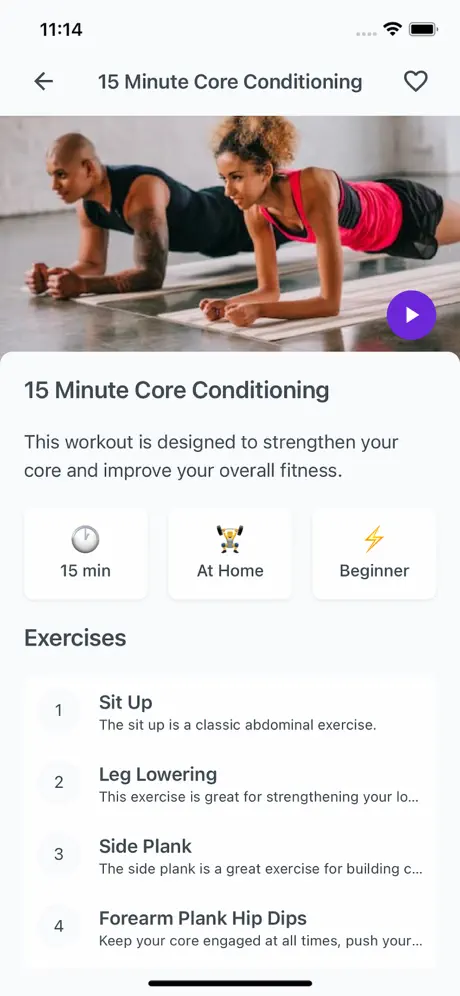 11:14
15 Minute Core Conditioning
15 Minute Core Conditioning
This workout is designed to strengthen your
core and improve your overall fitness.
15 min
At Home
Beginner
Exercises
1
Sit Up
The sit up is a classic abdominal exercise.
2
Leg Lowering
This exercise is great for strengthening your lo...
3
Side Plank
The side plank is a great exercise for building c...
4
Forearm Plank Hip Dips
Keep your core engaged at all times, push your...